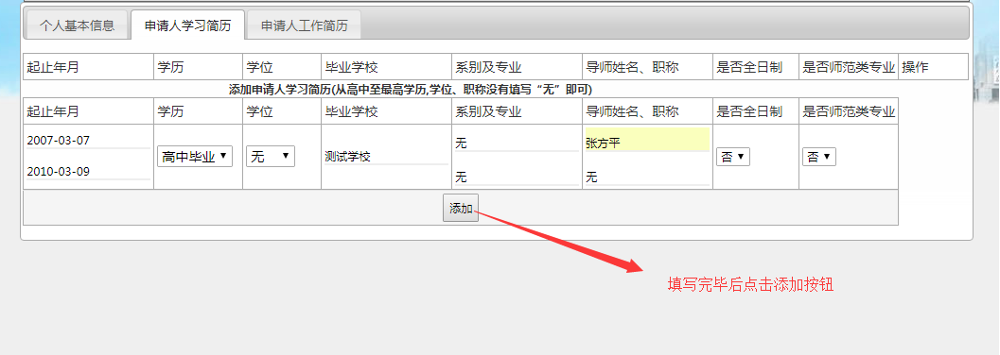 个人基本信息 申请人学习简历 申请人工作简历
起止年月 学历 学位 毕业学校 系别及专业 导师姓名、职称 是否全日制 是否师范类专业 操作
添加申请人学习简历(从高中至最高学历,学位、职称没有填写“无”即可)
起止年月 学历 学位 毕业学校 系别及专业 导师姓名、职称 是否全日制 是否师范类专业
2007-03-07 无 张方平
高中毕业 无 测试学校 否 否
2010-03-09 无 无
添加
填写完毕后点击添加按钮